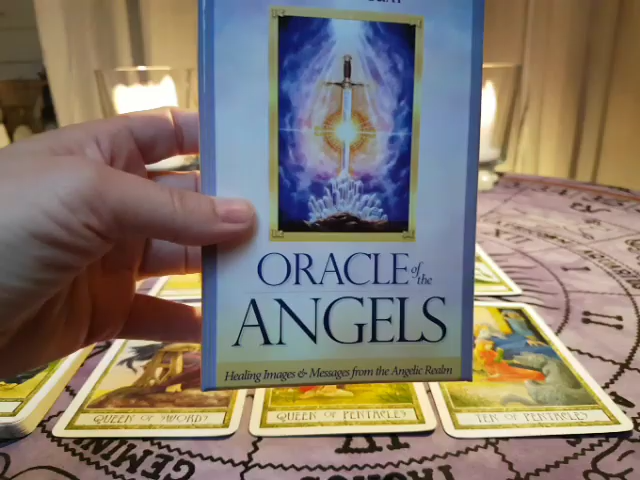 ORACLE of the
ANGELS
Healing Images & Messages from the Angelic Realm
QUEEN OF SWORDS
QUEEN OF PENTACLES
TEN OF PENTACLES
GEMINI
IV